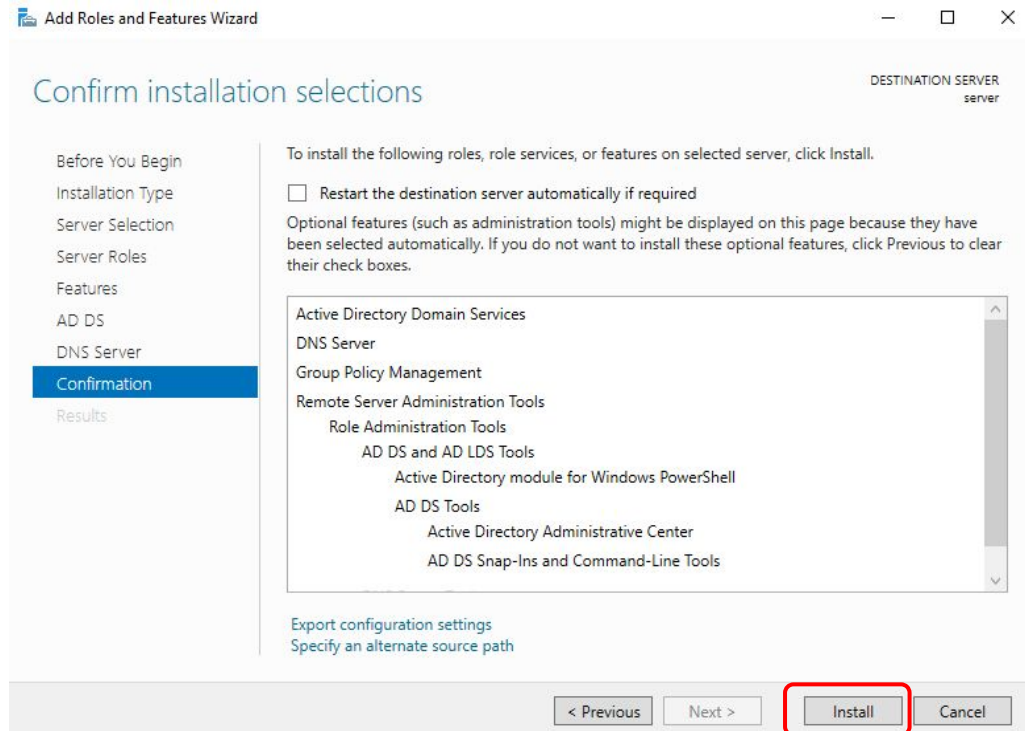 Add Roles and Features Wizard
Confirm installation selections
DESTINATION SERVER
server
Before You Begin
Installation Type
Server Selection
Server Roles
Features
AD DS
DNS Server
Confirmation
Results
To install the following roles, role services, or features on selected server, click Install.
Restart the destination server automatically if required
Optional features (such as administration tools) might be displayed on this page because they have
been selected automatically. If you do not want to install these optional features, click Previous to clear
their check boxes.
Active Directory Domain Services
DNS Server
Group Policy Management
Remote Server Administration Tools
Role Administration Tools
AD DS and AD LDS Tools
Active Directory module for Windows PowerShell
AD DS Tools
Active Directory Administrative Center
AD DS Snap-Ins and Command-Line Tools
Export configuration settings
Specify an alternate source path
< Previous
Next >
Install
Cancel